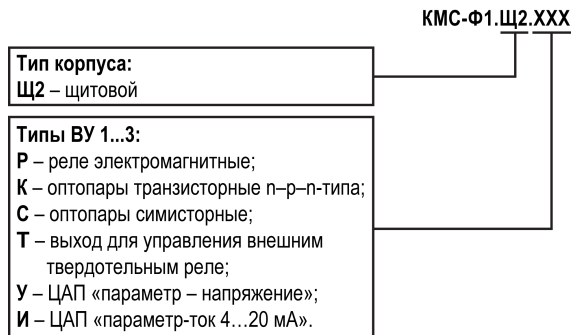 КМС-Ф1.Щ2.ХХХ
Тип корпуса:
Щ2 – щитовой
Типы ВУ 1...3:
Р – реле электромагнитные;
К – оптопары транзисторные n–p–n-типа;
С – оптопары симисторные;
Т – выход для управления внешним
твердотельным реле;
У – ЦАП «параметр – напряжение»;
И – ЦАП «параметр-ток 4...20 мА».